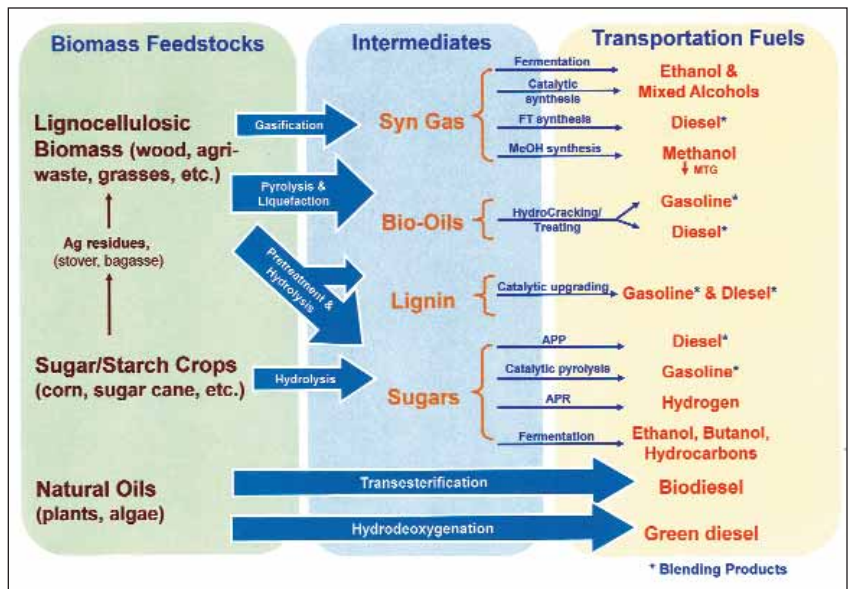 Biomass Feedstocks
Intermediates
Transportation Fuels
Lignocellulosic
Biomass (wood, agri-
waste, grasses, etc.)
Ag residues,
(stover, bagasse)
Sugar/Starch Crops
(corn, sugar cane, etc.)
Natural Oils
(plants, algae)
Gasification
Pyrolysis &
Liquefaction
Pretreatment &
Hydrolysis
Hydrolysis
Transesterification
Hydrodeoxygenation
Syn Gas
Bio-Oils
Lignin
Sugars
Fermentation
Catalytic
synthesis
FT synthesis
MeOH synthesis
HydroCracking/
Treating
Catalytic upgrading
APP
Catalytic pyrolysis
APR
Fermentation
Ethanol &
Mixed Alcohols
Diesel*
Methanol
MTG
Gasoline*
Diesel*
Gasoline* & DIesel*
Diesel*
Gasoline*
Hydrogen
Ethanol, Butanol,
Hydrocarbons
Biodiesel
Green diesel
* Blending Products